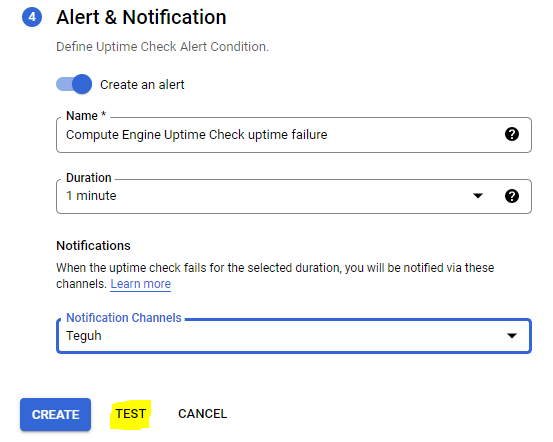 4 Alert & Notification
Define Uptime Check Alert Condition.
Create an alert
Name *
Compute Engine Uptime Check uptime failure ?
Duration
1 minute ?
Notifications
When the uptime check fails for the selected duration, you will be notified via these
channels. Learn more
Notification Channels
Teguh
CREATE TEST CANCEL